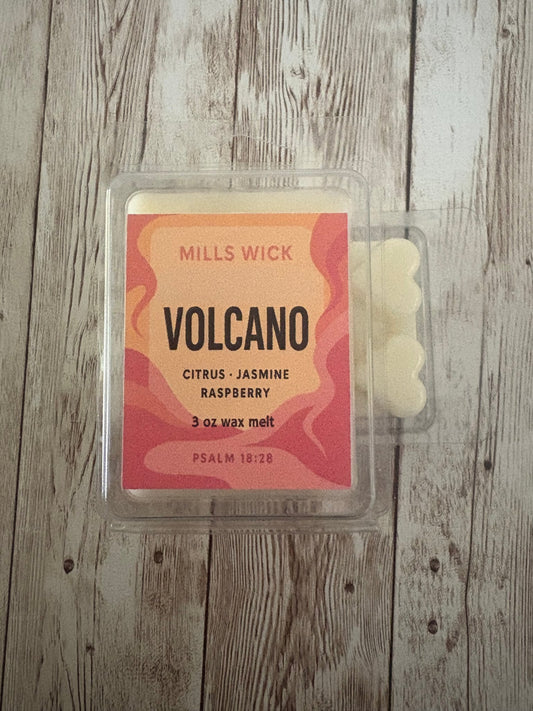 MILLS WICK
VOLCANO
CITRUS · JASMINE
RASPBERRY
3 oz wax melt
PSALM 18:28